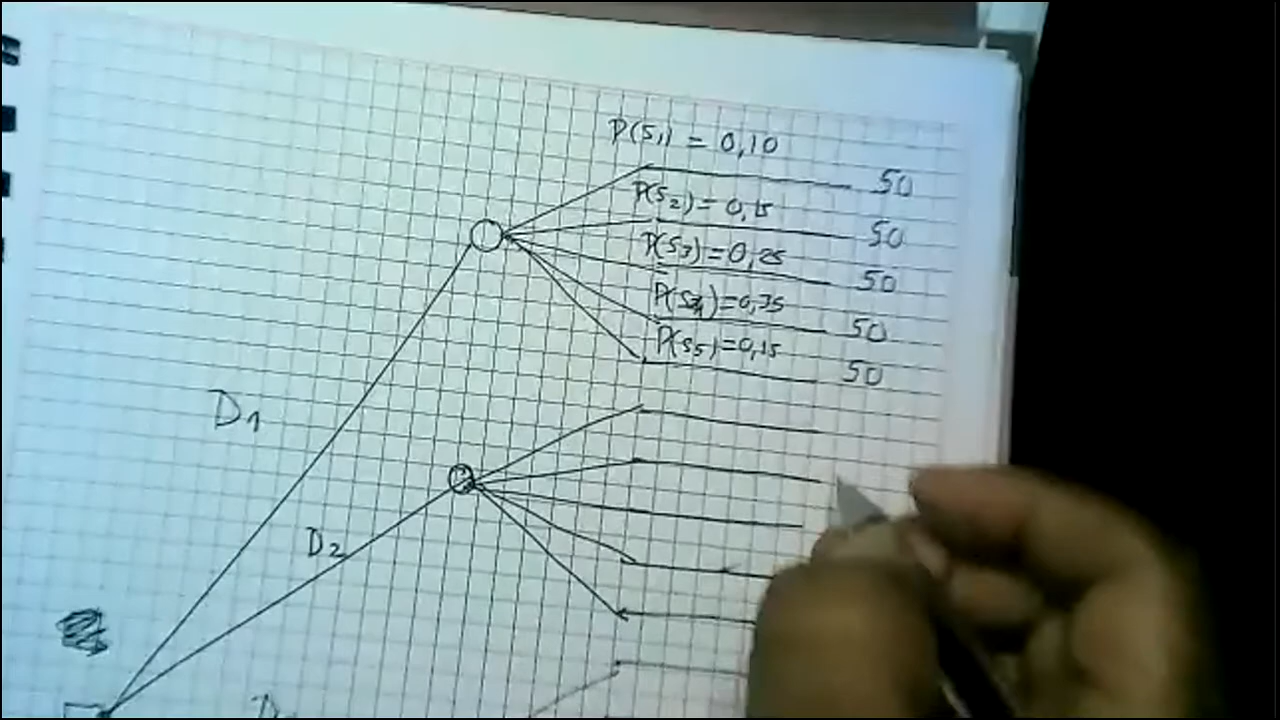 P(S1) = 0,10
50
P(S2) = 0,15
50
P(S3) = 0,25
50
P(S4) = 0,35
50
P(S5) = 0,15
50
D1
D2